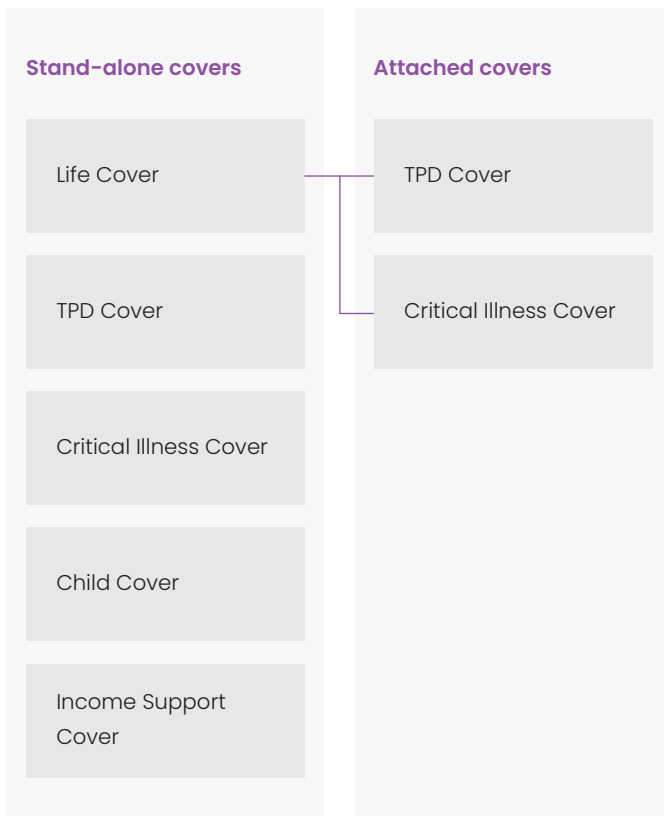 Stand-alone covers
Life Cover
TPD Cover
Critical Illness Cover
Child Cover
Income Support
Cover
Attached covers
TPD Cover
Critical Illness Cover